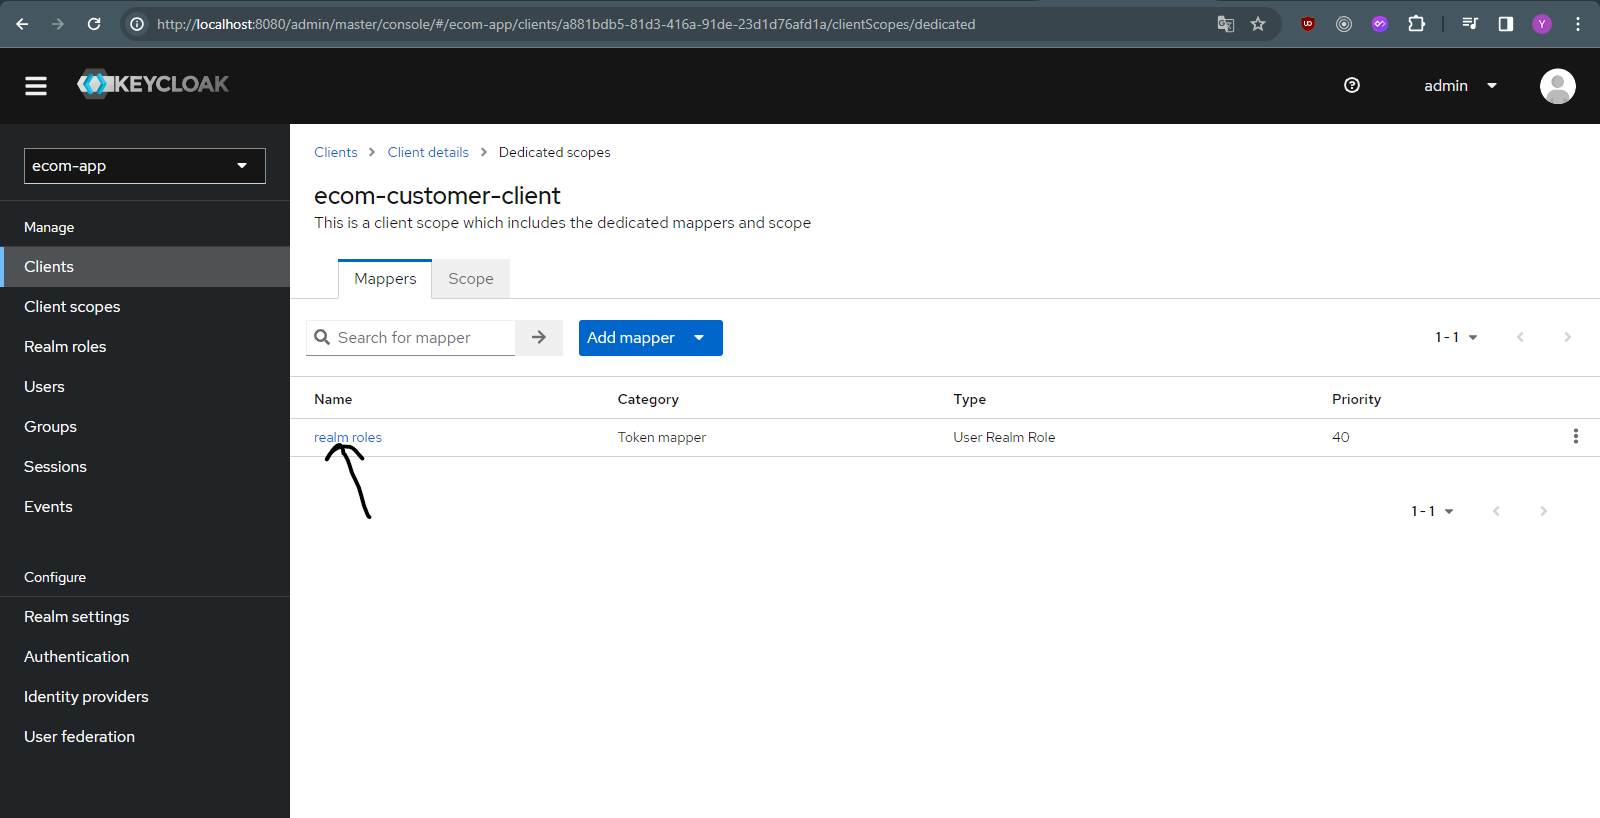 http://localhost:8080/admin/master/console/#/ecom-app/clients/a881bdb5-81d3-416a-91de-23d1d76afd1a/clientScopes/dedicated
UD
Y
KEYCLOAK
admin
ecom-app
Manage
Clients
Client scopes
Realm roles
Users
Groups
Sessions
Events
Configure
Realm settings
Authentication
Identity providers
User federation
Clients > Client details > Dedicated scopes
ecom-customer-client
This is a client scope which includes the dedicated mappers and scope
Mappers Scope
Search for mapper Add mapper 1 - 1
Name Category Type Priority
realm roles Token mapper User Realm Role 40
1 - 1